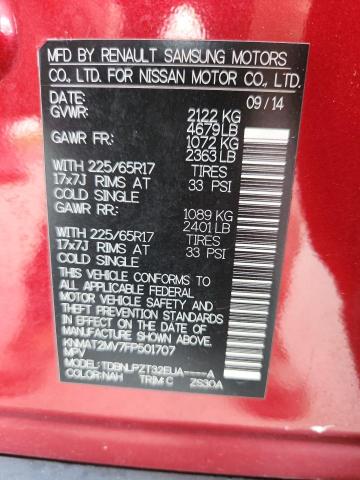 MFD BY RENAULT SAMSUNG MOTORS
CO., LTD. FOR NISSAN MOTOR CO., LTD.
DATE: 09/14
GVWR: 2122 KG
4679LB
GAWR FR: 1072 KG
2363 LB
WITH 225/65R17 TIRES
17x7J RIMS AT 33 PSI
COLD SINGLE
GAWR RR: 1089 KG
2401LB
WITH 225/65R17 TIRES
17x7J RIMS AT 33 PSI
COLD SINGLE
THIS VEHICLE CONFORMS TO
ALL APPLICABLE FEDERAL
MOTOR VEHICLE SAFETY AND
THEFT PREVENTION STANDARDS
IN EFFECT ON THE DATE OF
MANUFACTURE SHOWN ABOVE.
KNMAT2MV7FP501707
MPV
MODEL: TDBNLPZT32EUA----A
COLOR: NAH TRIM: C ZS30A